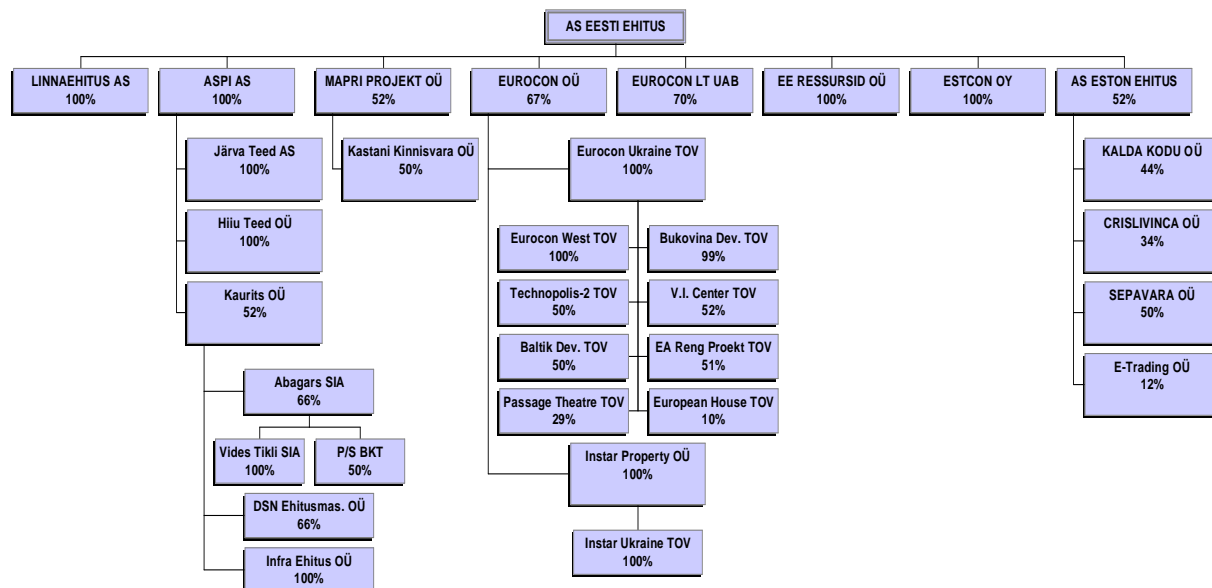 AS EESTI EHITUS
LINNAEHITUS AS
100%
ASPI AS
100%
MAPRI PROJEKT OÜ
52%
EUROCON OÜ
67%
EUROCON LT UAB
70%
EE RESSURSID OÜ
100%
ESTCON OY
100%
AS ESTON EHITUS
52%
Järva Teed AS
100%
Hiiu Teed OÜ
100%
Kaurits OÜ
52%
Abagars SIA
66%
Vides Tikli SIA
100%
P/S BKT
50%
DSN Ehitusmas. OÜ
66%
Infra Ehitus OÜ
100%
Kastani Kinnisvara OÜ
50%
Eurocon Ukraine TOV
100%
Eurocon West TOV
100%
Bukovina Dev. TOV
99%
Technopolis-2 TOV
50%
V.I. Center TOV
52%
Baltik Dev. TOV
50%
EA Reng Proekt TOV
51%
Passage Theatre TOV
29%
European House TOV
10%
Instar Property OÜ
100%
Instar Ukraine TOV
100%
KALDA KODU OÜ
44%
CRISLIVINCA OÜ
34%
SEPAVARA OÜ
50%
E-Trading OÜ
12%